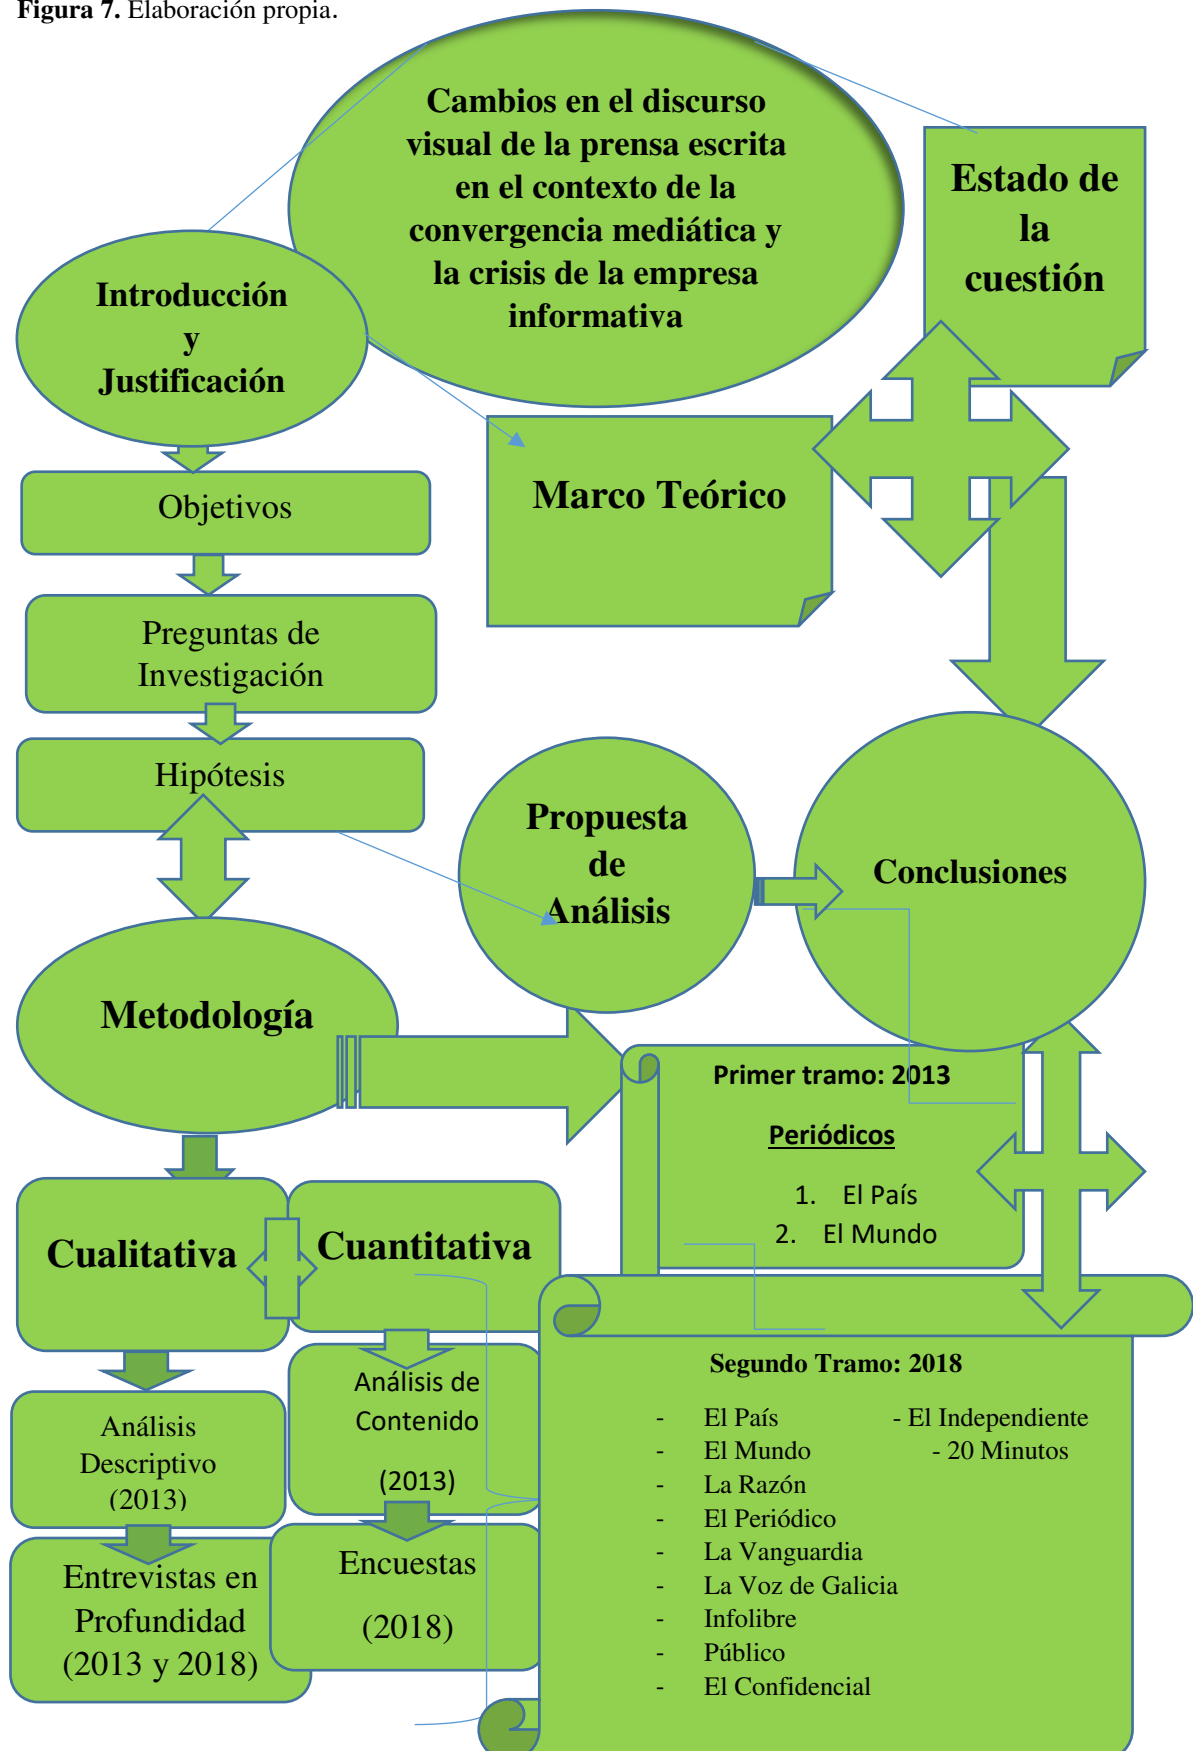 Figura 7. Elaboración propia.
Cambios en el discurso
visual de la prensa escrita
en el contexto de la
convergencia mediática y
la crisis de la empresa
informativa
Estado de
la
cuestión
Introducción
y
Justificación
Marco Teórico
Objetivos
Preguntas de
Investigación
Hipótesis
Propuesta
de
Análisis
Conclusiones
Metodología
Primer tramo: 2013
Periódicos
1. El País
2. El Mundo
Cualitativa
Cuantitativa
Análisis
Descriptivo
(2013)
Análisis de
Contenido
(2013)
Entrevistas en
Profundidad
(2013 y 2018)
Encuestas
(2018)
Segundo Tramo: 2018
- El País - El Independiente
- El Mundo - 20 Minutos
- La Razón
- El Periódico
- La Vanguardia
- La Voz de Galicia
- Infolibre
- Público
- El Confidencial